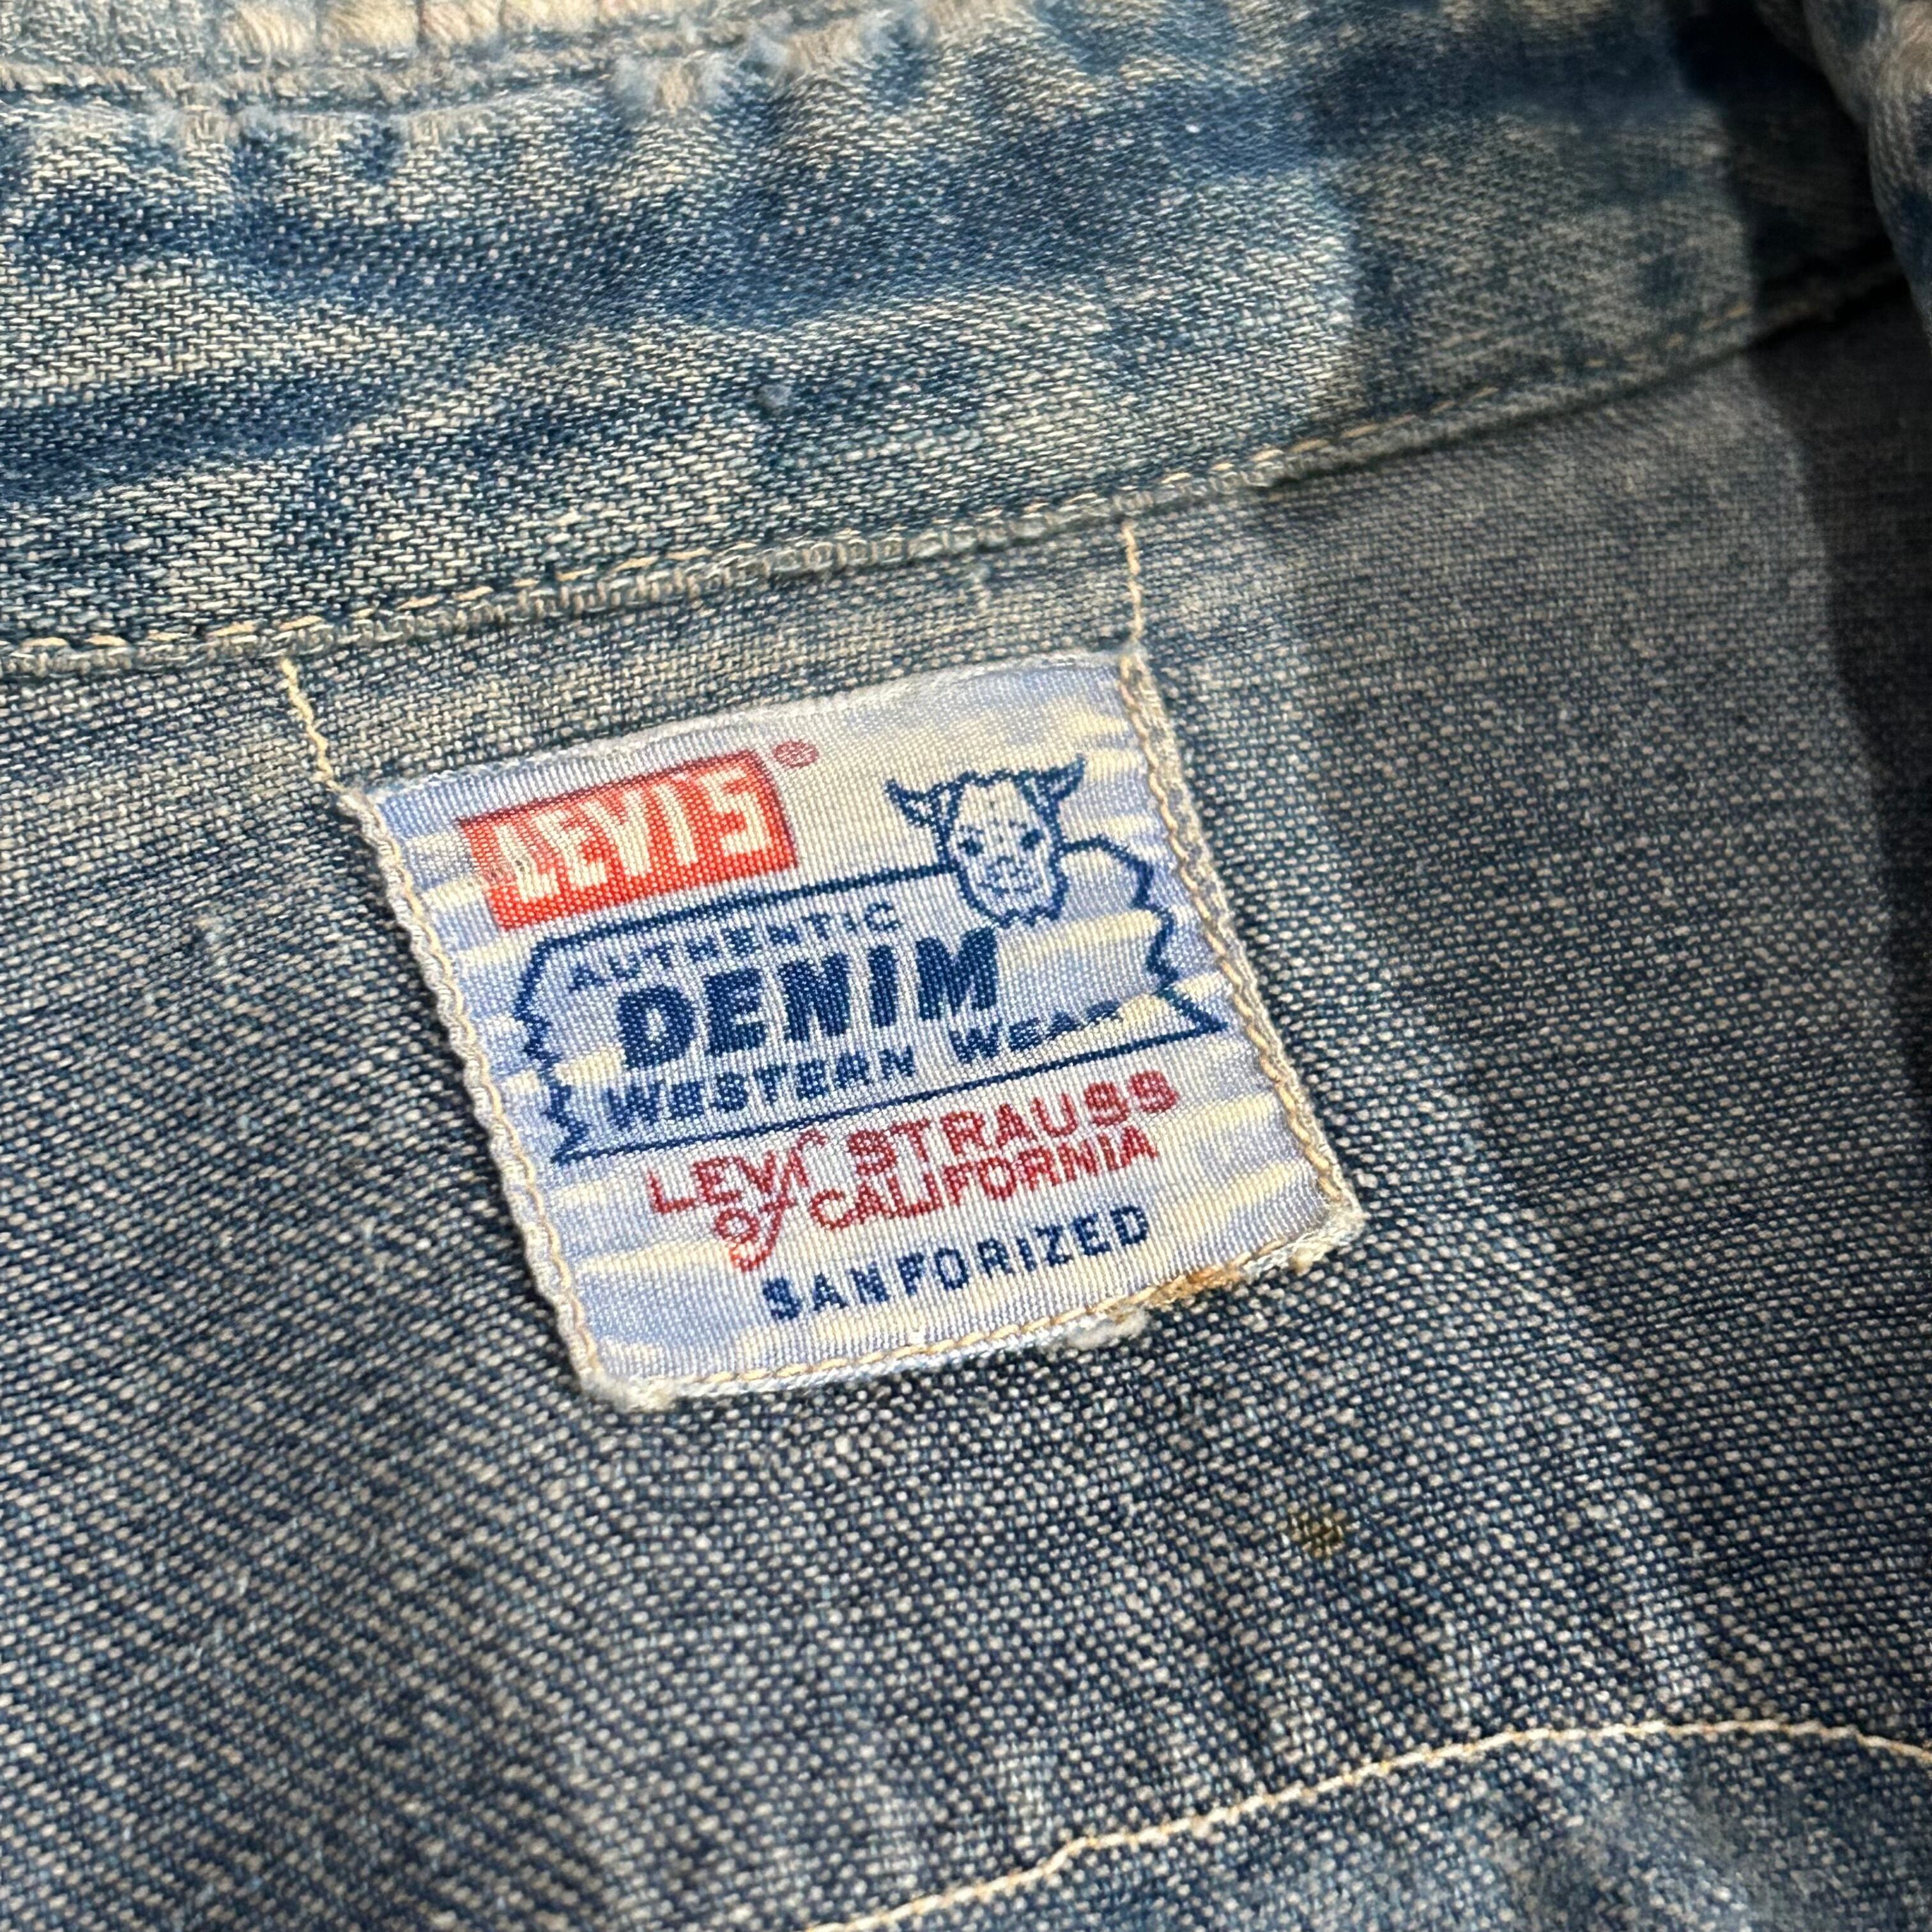 LEVI'S ®
AUTHENTIC
DENIM
WESTERN WEAR
LEVI STRAUSS
of CALIFORNIA
SANFORIZED